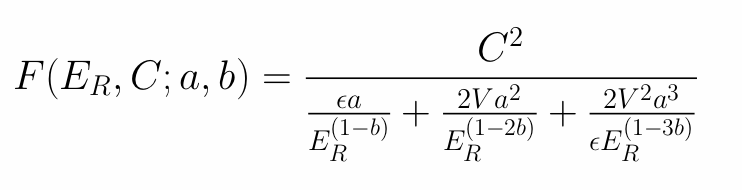 F(E_R, C; a, b) = \frac{C^2}{\frac{\epsilon a}{E_R^{(1-b)}} + \frac{2Va^2}{E_R^{(1-2b)}} + \frac{2V^2a^3}{\epsilon E_R^{(1-3b)}}}